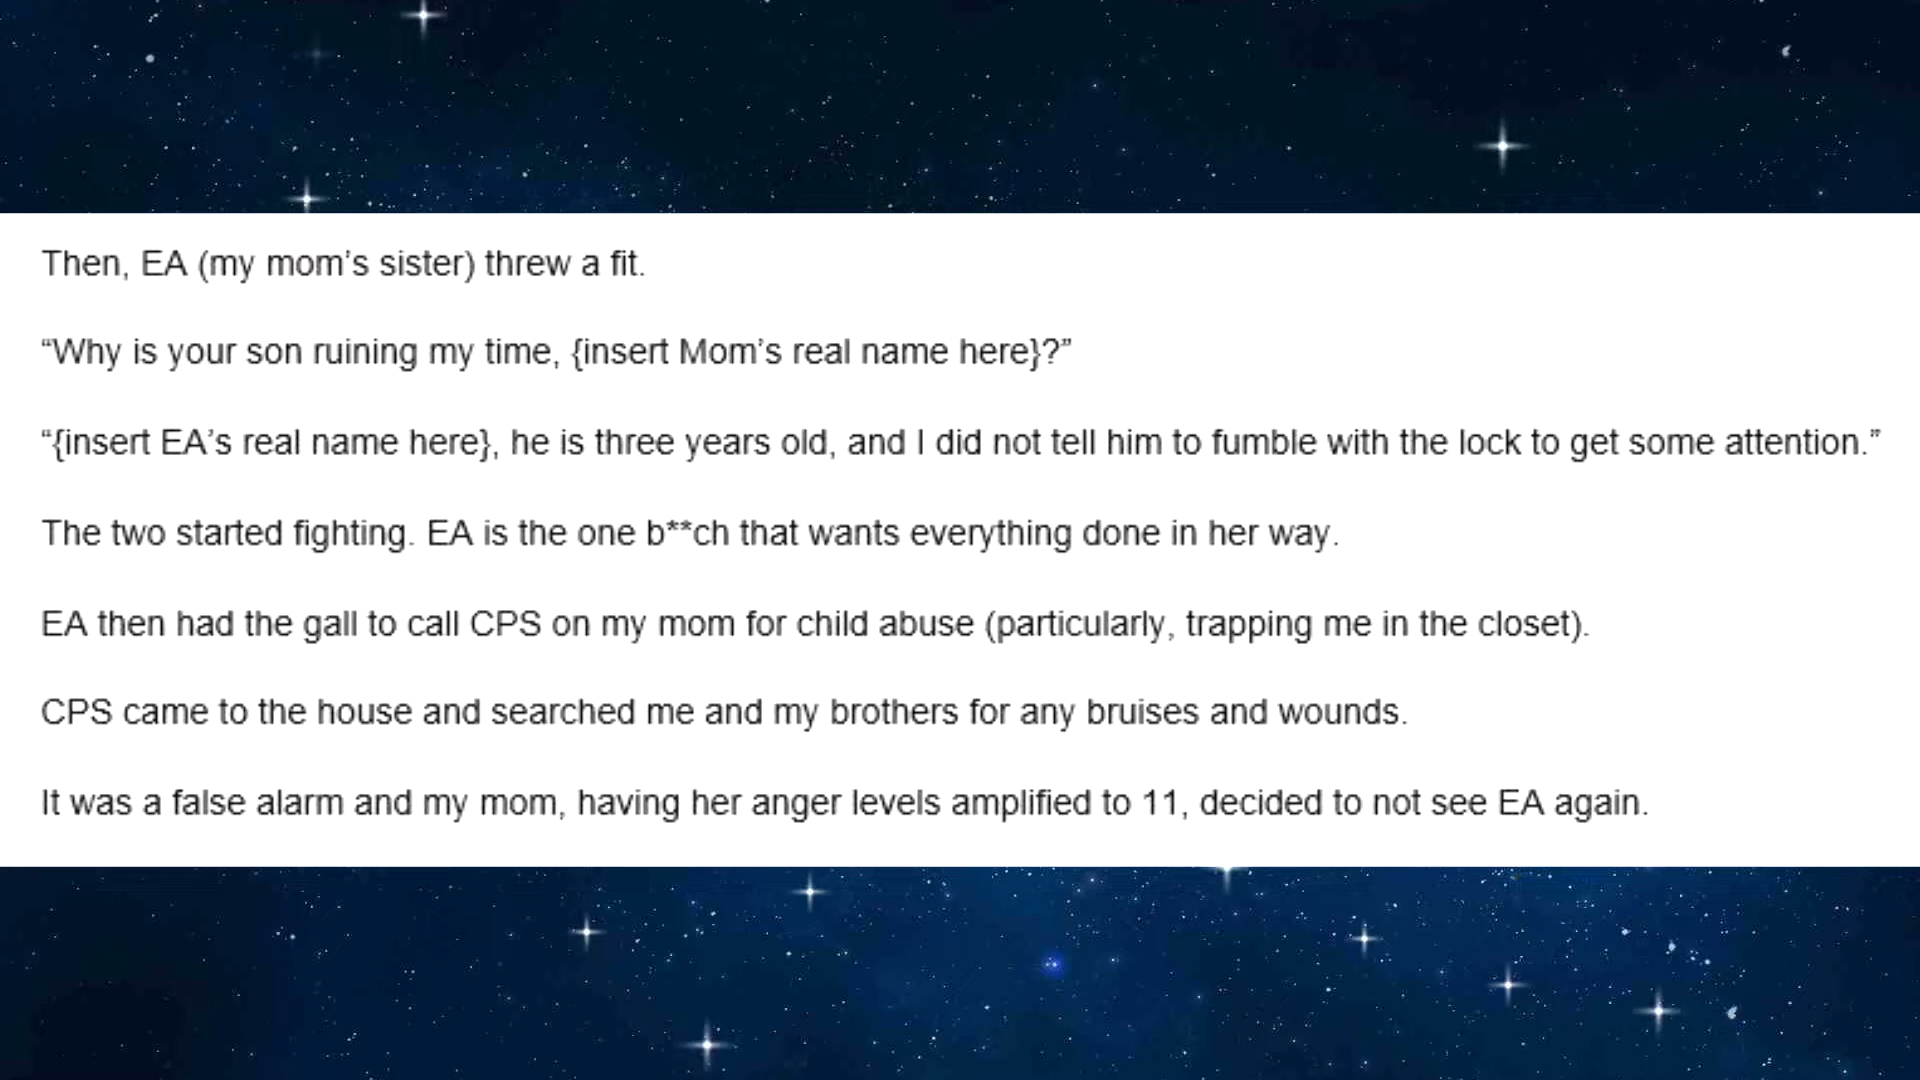 Then, EA (my mom’s sister) threw a fit.
“Why is your son ruining my time, {insert Mom’s real name here}?”
“{insert EA’s real name here}, he is three years old, and I did not tell him to fumble with the lock to get some attention.”
The two started fighting. EA is the one b**ch that wants everything done in her way.
EA then had the gall to call CPS on my mom for child abuse (particularly, trapping me in the closet).
CPS came to the house and searched me and my brothers for any bruises and wounds.
It was a false alarm and my mom, having her anger levels amplified to 11, decided to not see EA again.